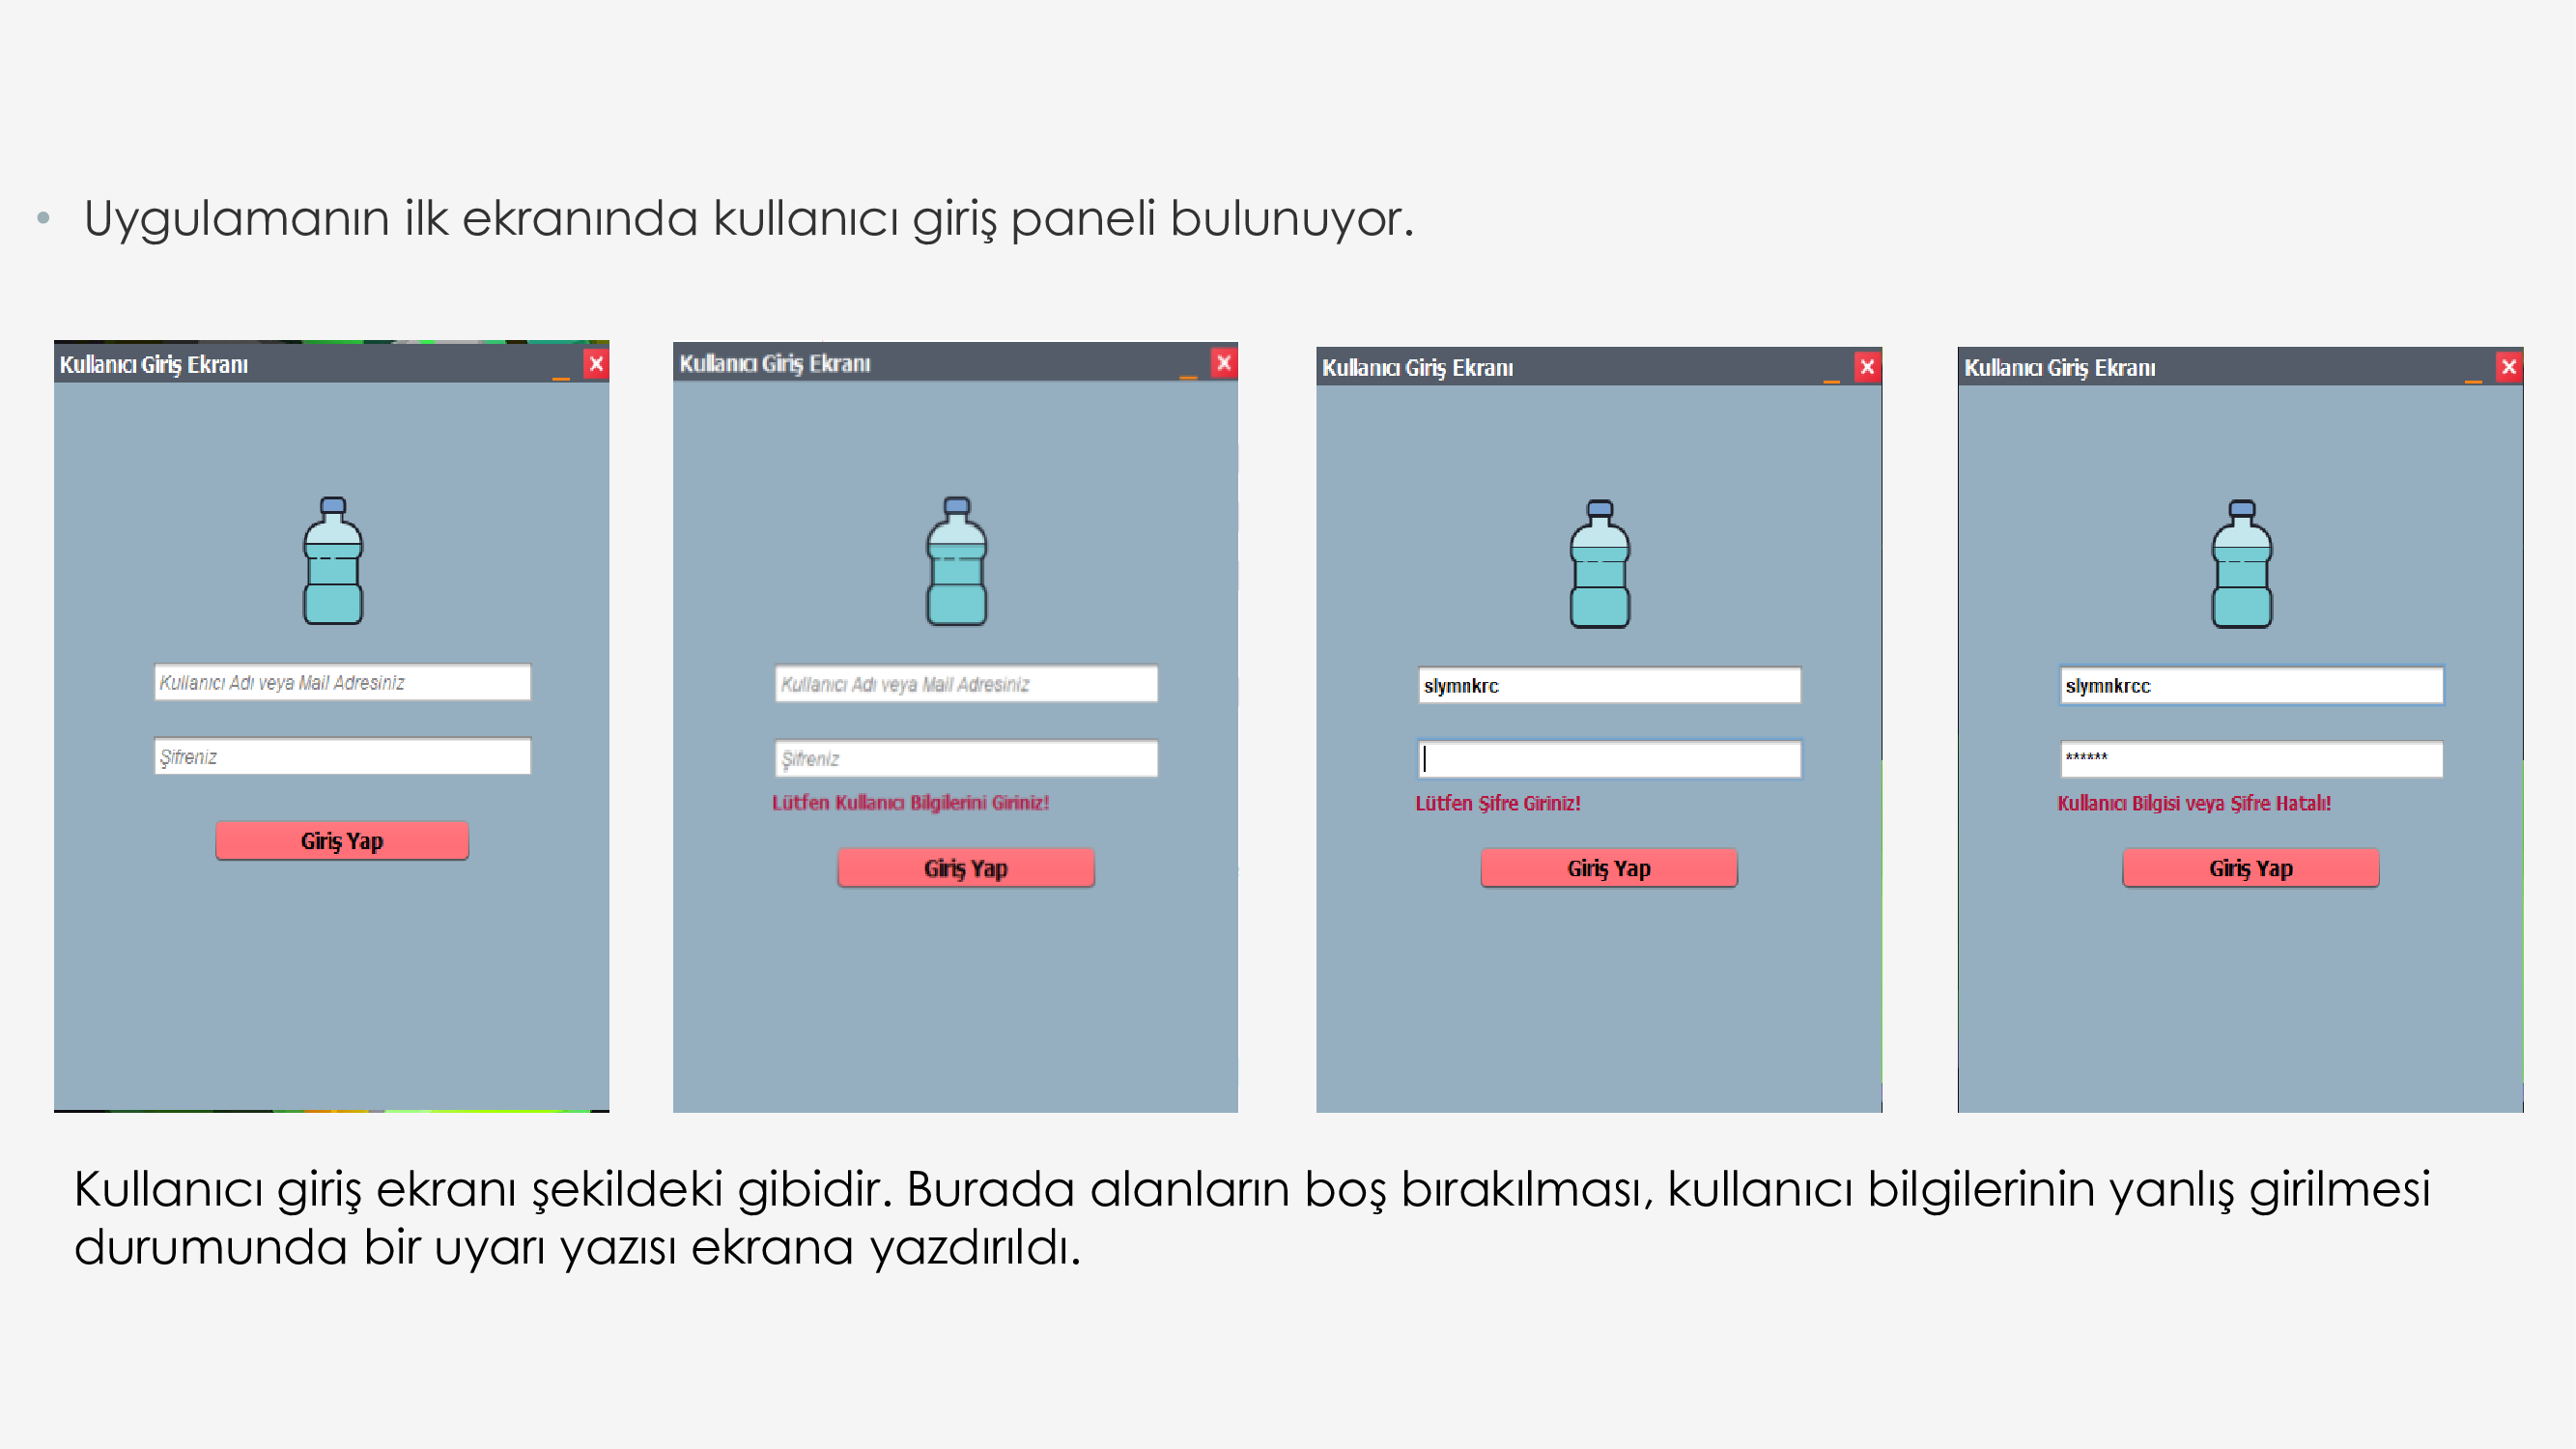 • Uygulamanın ilk ekranında kullanıcı giriş paneli bulunuyor.
Kullanıcı Giriş Ekranı
Kullanıcı Adı veya Mail Adresiniz
Şifreniz
Giriş Yap
Kullanıcı Giriş Ekranı
Kullanıcı Adı veya Mail Adresiniz
Şifreniz
Lütfen Kullanıcı Bilgilerini Giriniz!
Giriş Yap
Kullanıcı Giriş Ekranı
slymnkrc
Lütfen Şifre Giriniz!
Giriş Yap
Kullanıcı Giriş Ekranı
slymnkrcc
******
Kullanıcı Bilgisi veya Şifre Hatalı!
Giriş Yap
Kullanıcı giriş ekranı şekildeki gibidir. Burada alanların boş bırakılması, kullanıcı bilgilerinin yanlış girilmesi
durumunda bir uyarı yazısı ekrana yazdırıldı.